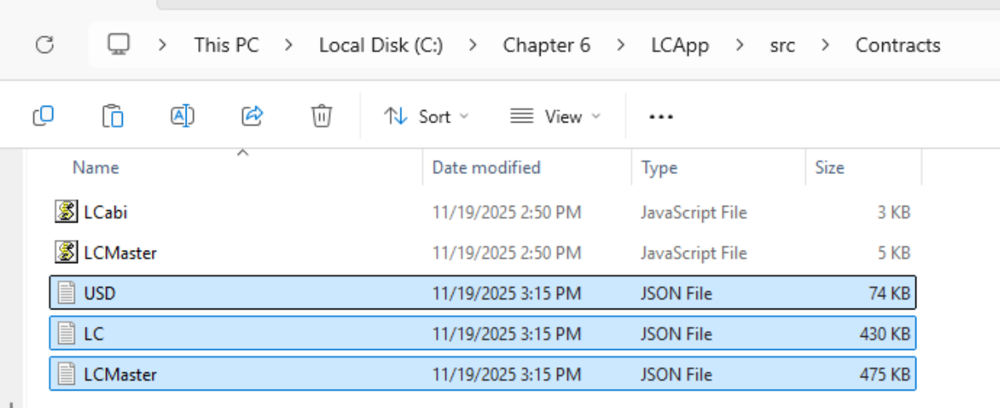 This PC > Local Disk (C:) > Chapter 6 > LCApp > src > Contracts
Sort View
Name Date modified Type Size
LCabi 11/19/2025 2:50 PM JavaScript File 3 KB
LCMaster 11/19/2025 2:50 PM JavaScript File 5 KB
USD 11/19/2025 3:15 PM JSON File 74 KB
LC 11/19/2025 3:15 PM JSON File 430 KB
LCMaster 11/19/2025 3:15 PM JSON File 475 KB